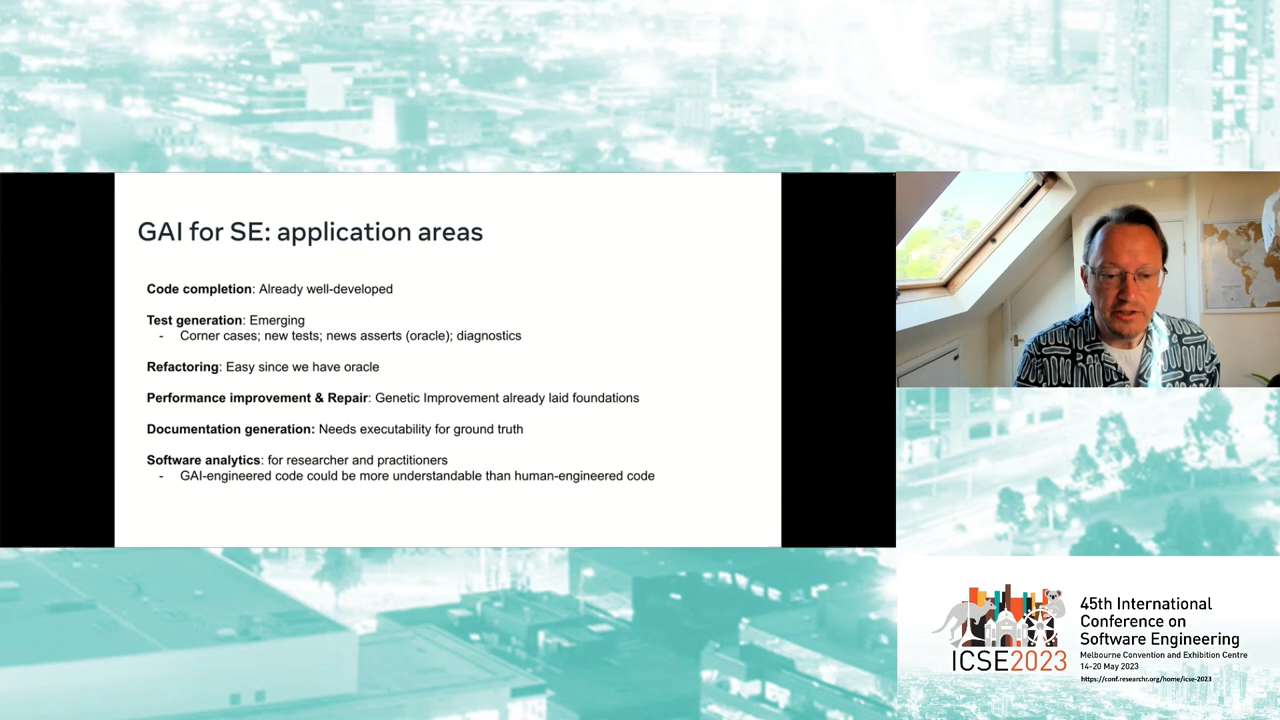 GAI for SE: application areas
Code completion: Already well-developed
Test generation: Emerging
- Corner cases; new tests; news asserts (oracle); diagnostics
Refactoring: Easy since we have oracle
Performance improvement & Repair: Genetic Improvement already laid foundations
Documentation generation: Needs executability for ground truth
Software analytics: for researcher and practitioners
- GAI-engineered code could be more understandable than human-engineered code
ICSE2023
45th International
Conference on
Software Engineering
Melbourne Convention and Exhibition Centre
14-20 May 2023
https://conf.researchr.org/home/icse-2023